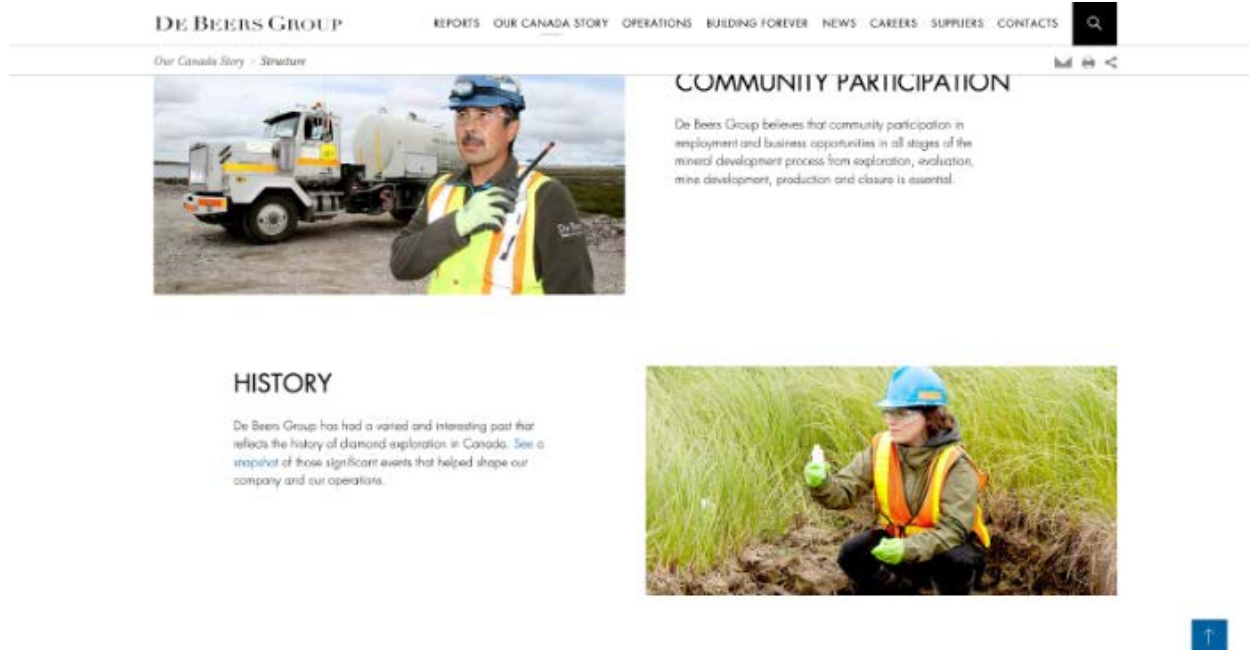 DE BEERS GROUP
REPORTS OUR CANADA STORY OPERATIONS BUILDING FOREVER NEWS CAREERS SUPPLIERS CONTACTS
Our Canada Story > Structure
COMMUNITY PARTICIPATION
De Beers Group believes that community participation in
employment and business opportunities in all stages of the
mineral development process from exploration, evaluation,
mine development, production and closure is essential.
De Beers
HISTORY
De Beers Group has had a varied and interesting past that
reflects the history of diamond exploration in Canada. See a
snapshot of those significant events that helped shape our
company and our operations.